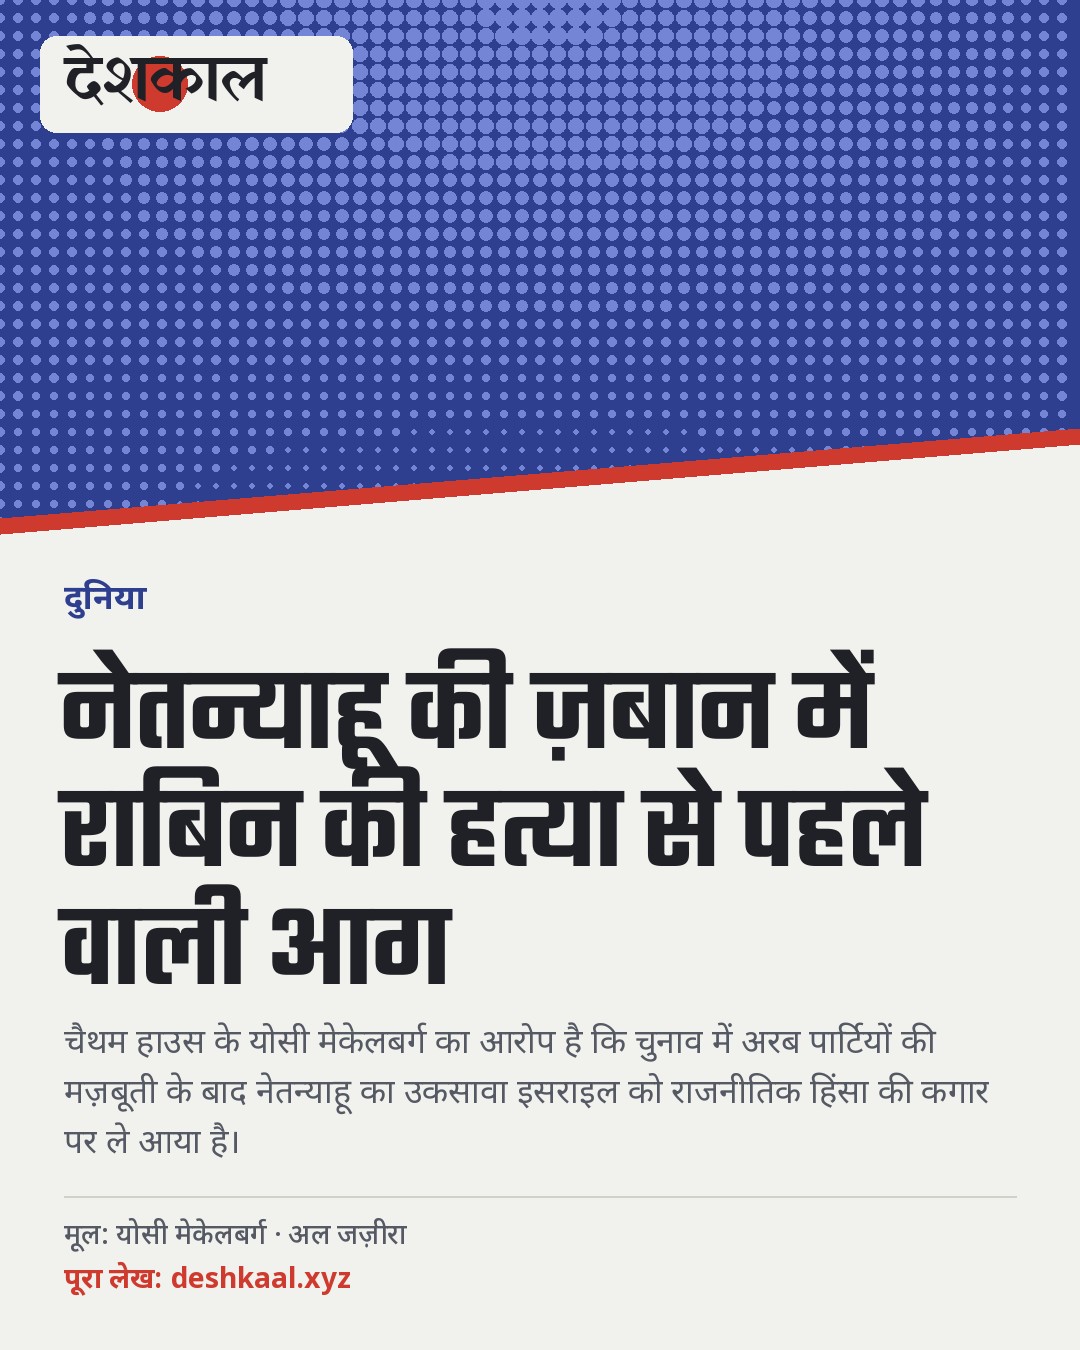 देशकाल
दुनिया
नेतन्याहू की ज़बान में
राबिन की हत्या से पहले
वाली आग
चैथम हाउस के योसी मेकेलबर्ग का आरोप है कि चुनाव में अरब पार्टियों की
मज़बूती के बाद नेतन्याहू का उकसावा इसराइल को राजनीतिक हिंसा की कगार
पर ले आया है।
मूल: योसी मेकेलबर्ग · अल जज़ीरा
पूरा लेख: deshkaal.xyz